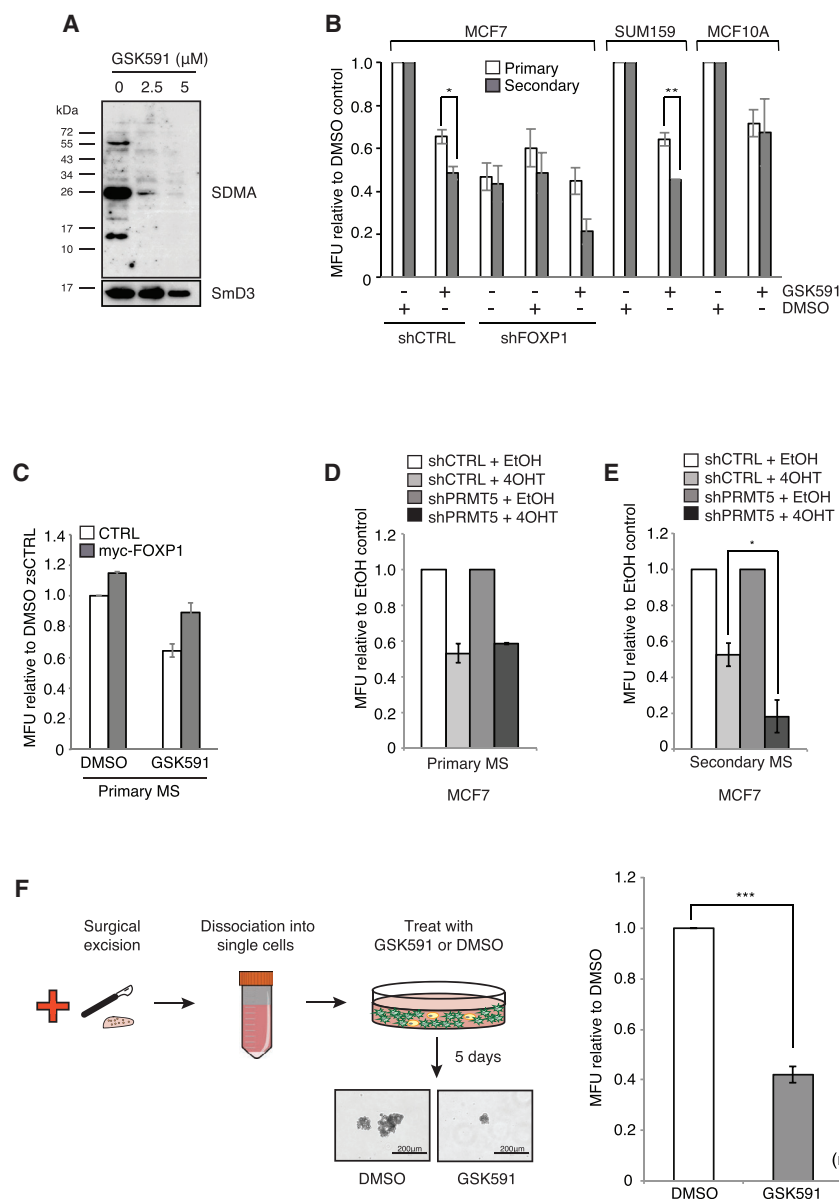 A
GSK591 (μM)
0 2.5 5
kDa
72
55
43
34
26
17
10
17
SDMA
SmD3
B
MCF7 SUM159 MCF10A
MFU relative to DMSO control
1.0
0.8
0.6
0.4
0.2
0
Primary
Secondary
*
**
- + - - + - + - + GSK591
+ - - + - + - + - DMSO
shCTRL shFOXP1
C
MFU relative to DMSO zsCTRL
1.4
1.2
1.0
0.8
0.6
0.4
0.2
0
CTRL
myc-FOXP1
DMSO GSK591
Primary MS
D
shCTRL + EtOH
shCTRL + 4OHT
shPRMT5 + EtOH
shPRMT5 + 4OHT
MFU relative to EtOH control
1.2
1.0
0.8
0.6
0.4
0.2
0
Primary MS
MCF7
E
shCTRL + EtOH
shCTRL + 4OHT
shPRMT5 + EtOH
shPRMT5 + 4OHT
MFU relative to EtOH control
1.2
1.0
0.8
0.6
0.4
0.2
0
*
Secondary MS
MCF7
F
Surgical
excision
Dissociation into
single cells
Treat with
GSK591 or DMSO
5 days
200μm
200μm
DMSO GSK591
MFU relative to DMSO
1.2
1.0
0.8
0.6
0.4
0.2
0
***
DMSO GSK591